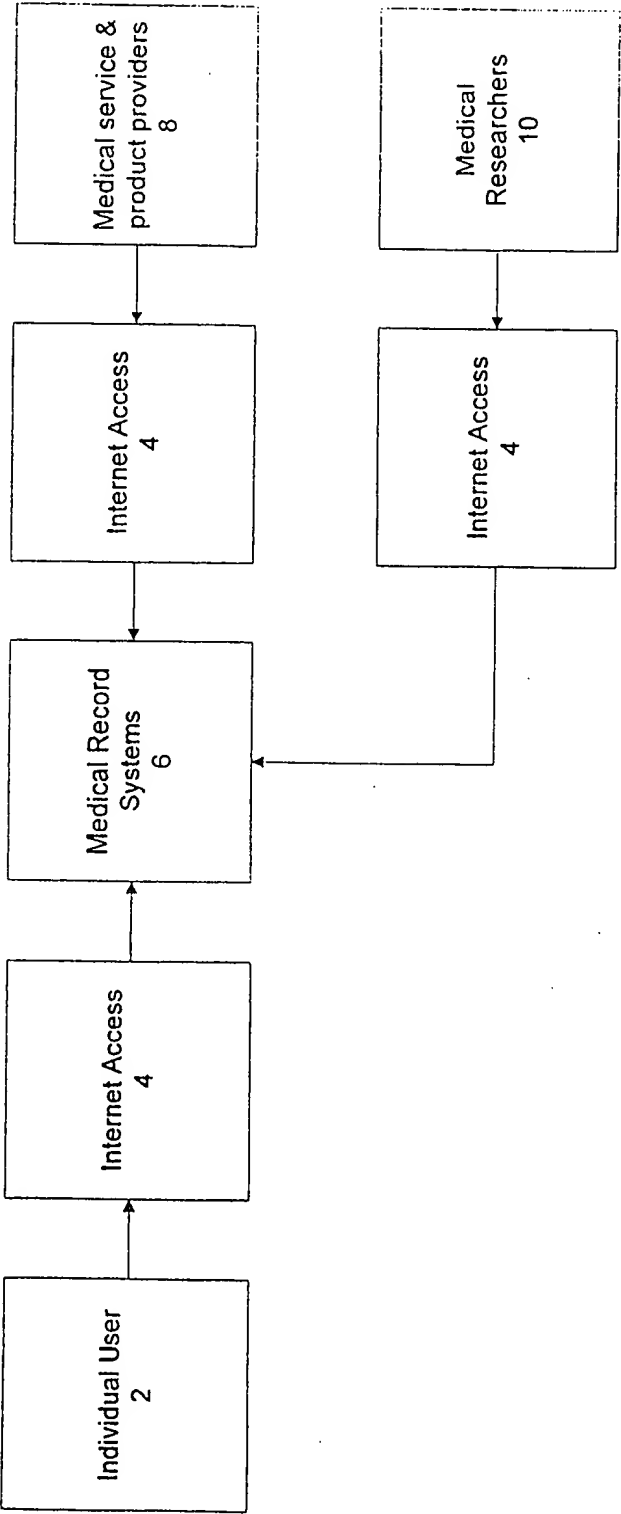 Individual User
2
Internet Access
4
Medical Record
Systems
6
Internet Access
4
Medical service &
product providers
8
Internet Access
4
Medical
Researchers
10